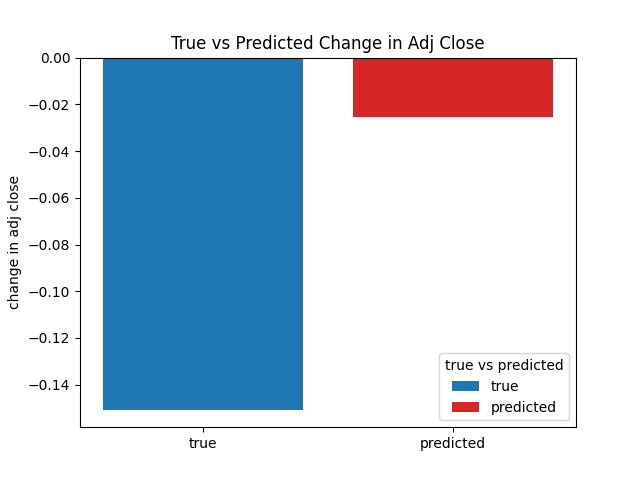 True vs Predicted Change in Adj Close
0.00
−0.02
−0.04
−0.06
−0.08
−0.10
−0.12
−0.14
change in adj close
true vs predicted
true
predicted
true
predicted